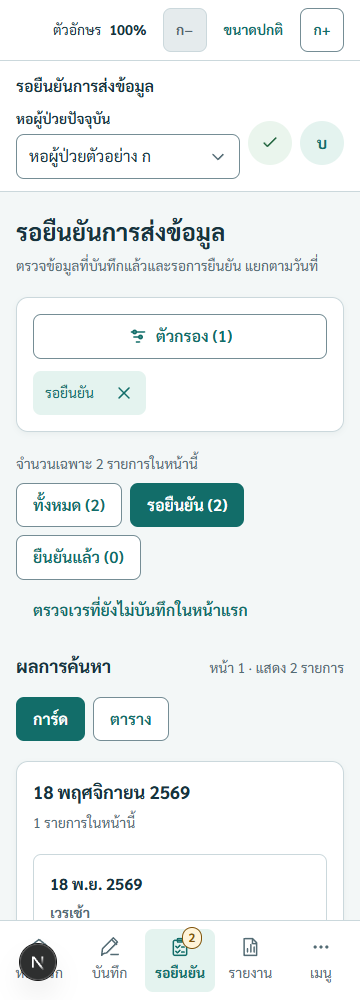 ตัวอักษร 100% ก− ขนาดปกติ ก+
รอยืนยันการส่งข้อมูล
หอผู้ป่วยปัจจุบัน
หอผู้ป่วยตัวอย่าง ก
บ
รอยืนยันการส่งข้อมูล
ตรวจข้อมูลที่บันทึกแล้วและรอการยืนยัน แยกตามวันที่
ตัวกรอง (1)
รอยืนยัน
จำนวนเฉพาะ 2 รายการในหน้านี้
ทั้งหมด (2) รอยืนยัน (2)
ยืนยันแล้ว (0)
ตรวจเวรที่ยังไม่บันทึกในหน้าแรก
ผลการค้นหา หน้า 1 · แสดง 2 รายการ
การ์ด ตาราง
18 พฤศจิกายน 2569
1 รายการในหน้านี้
18 พ.ย. 2569
เวรเช้า
2
N บันทึก รอยืนยัน รายงาน เมนู